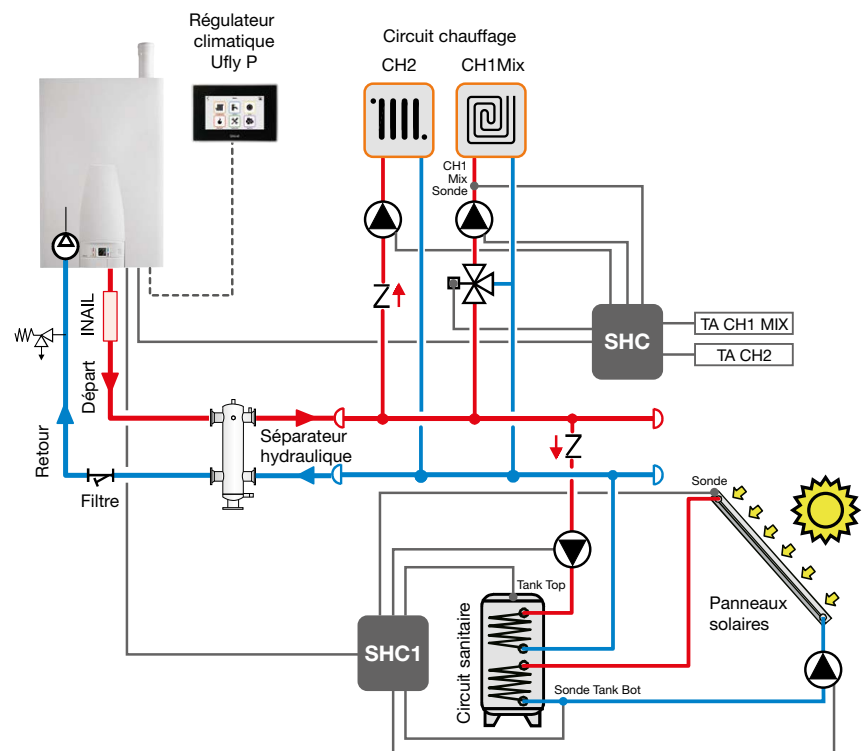 Régulateur
climatique
Ufly P
Circuit chauffage
CH2
CH1Mix
CH1
Mix
Sonde
INAIL
Départ
Retour
Filtre
Séparateur
hydraulique
SHC
TA CH1 MIX
TA CH2
Z
Z
Sonde
Tank Top
Panneaux
solaires
SHC1
Circuit sanitaire
Sonde Tank Bot